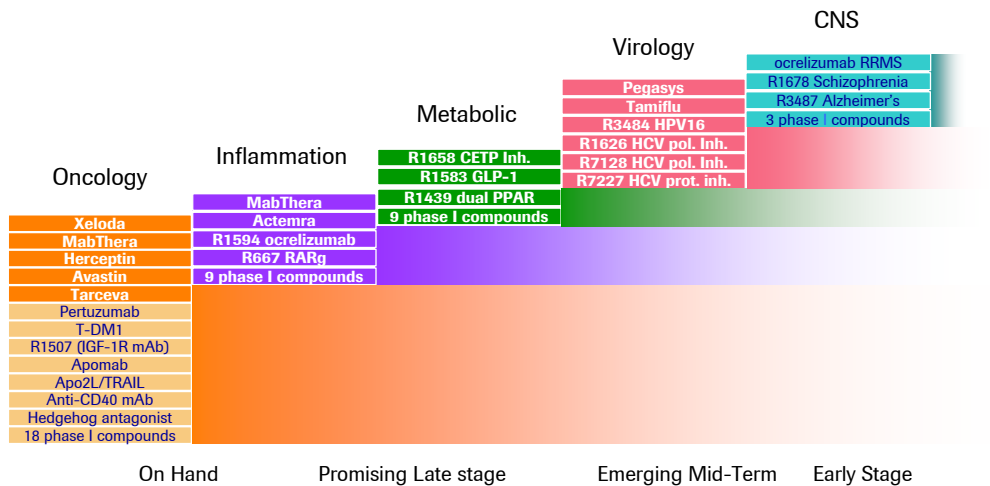 Oncology
Xeloda
MabThera
Herceptin
Avastin
Tarceva
Pertuzumab
T-DM1
R1507 (IGF-1R mAb)
Apomab
Apo2L/TRAIL
Anti-CD40 mAb
Hedgehog antagonist
18 phase I compounds
Inflammation
MabThera
Actemra
R1594 ocrelizumab
R667 RARg
9 phase I compounds
Metabolic
R1658 CETP Inh.
R1583 GLP-1
R1439 dual PPAR
9 phase I compounds
Virology
Pegasys
Tamiflu
R3484 HPV16
R1626 HCV pol. Inh.
R7128 HCV pol. Inh.
R7227 HCV prot. inh.
CNS
ocrelizumab RRMS
R1678 Schizophrenia
R3487 Alzheimer's
3 phase I compounds
On Hand
Promising Late stage
Emerging Mid-Term
Early Stage